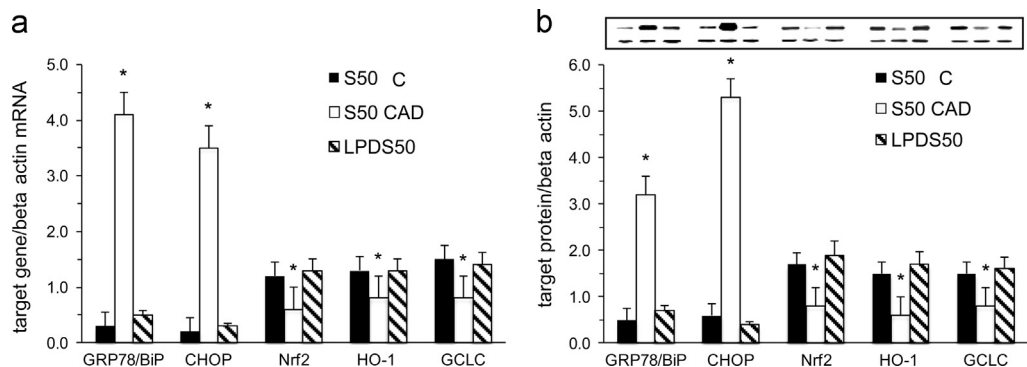 a
target gene/beta actin mRNA
5.0
4.0
3.0
2.0
1.0
0.0
*
*
*
*
*
S50 C
S50 CAD
LPDS50
GRP78/BiP CHOP Nrf2 HO-1 GCLC
b
target protein/beta actin
6.0
5.0
4.0
3.0
2.0
1.0
0.0
*
*
*
*
*
S50 C
S50 CAD
LPDS50
GRP78/BiP CHOP Nrf2 HO-1 GCLC